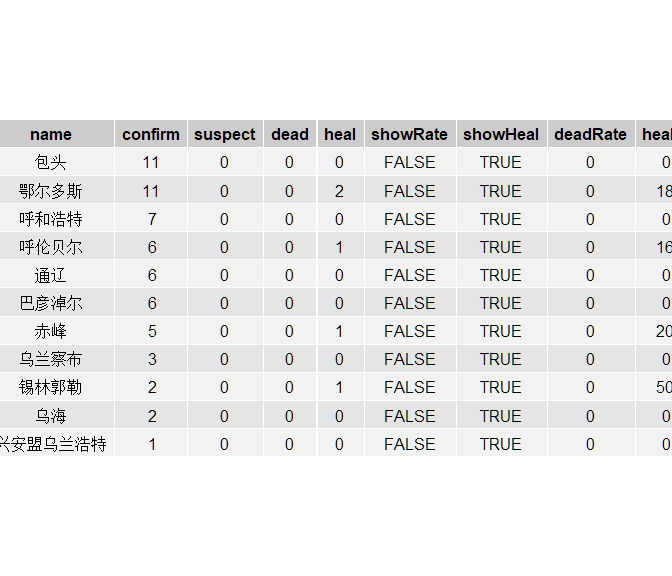 name confirm suspect dead heal showRate showHeal deadRate heal
包头 11 0 0 0 FALSE TRUE 0 0
鄂尔多斯 11 0 0 2 FALSE TRUE 0 18
呼和浩特 7 0 0 0 FALSE TRUE 0 0
呼伦贝尔 6 0 0 1 FALSE TRUE 0 16
通辽 6 0 0 0 FALSE TRUE 0 0
巴彦淖尔 6 0 0 0 FALSE TRUE 0 0
赤峰 5 0 0 1 FALSE TRUE 0 20
乌兰察布 3 0 0 0 FALSE TRUE 0 0
锡林郭勒 2 0 0 1 FALSE TRUE 0 50
乌海 2 0 0 0 FALSE TRUE 0 0
兴安盟乌兰浩特 1 0 0 0 FALSE TRUE 0 0